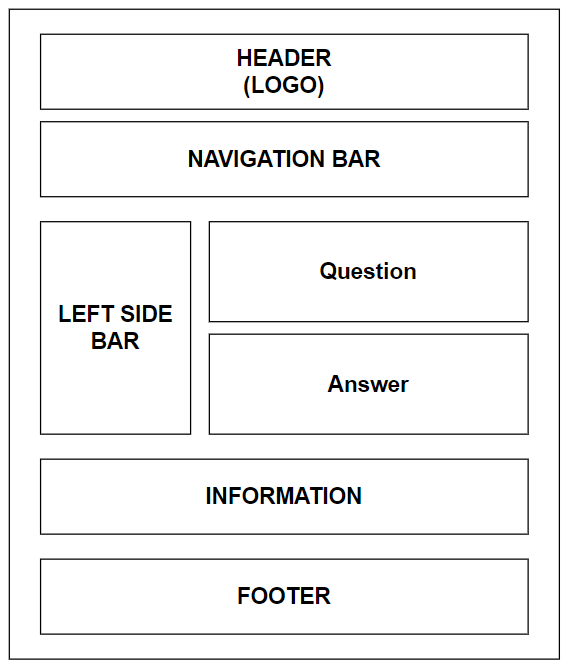 HEADER
(LOGO)
NAVIGATION BAR
LEFT SIDE
BAR
Question
Answer
INFORMATION
FOOTER